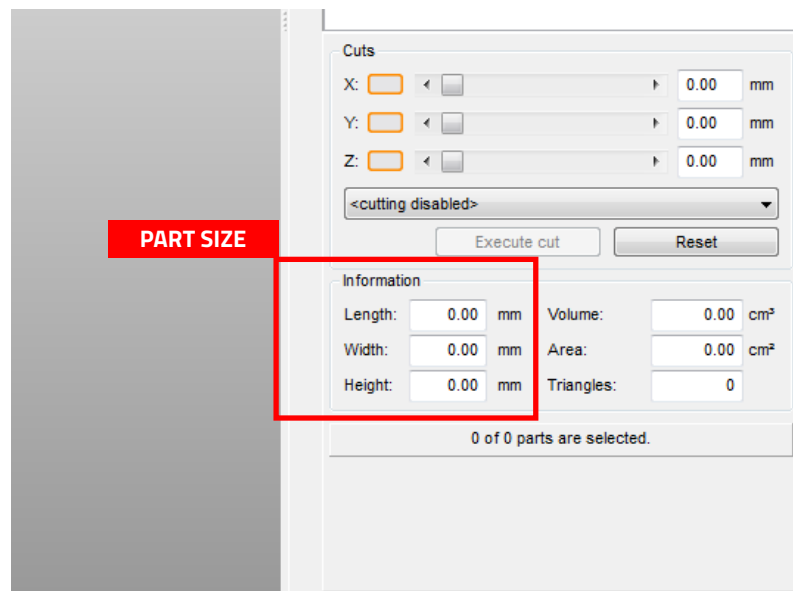 Cuts
X: 0.00 mm
Y: 0.00 mm
Z: 0.00 mm
<cutting disabled>
PART SIZE
Execute cut Reset
Information
Length: 0.00 mm Volume: 0.00 cm³
Width: 0.00 mm Area: 0.00 cm²
Height: 0.00 mm Triangles: 0
0 of 0 parts are selected.